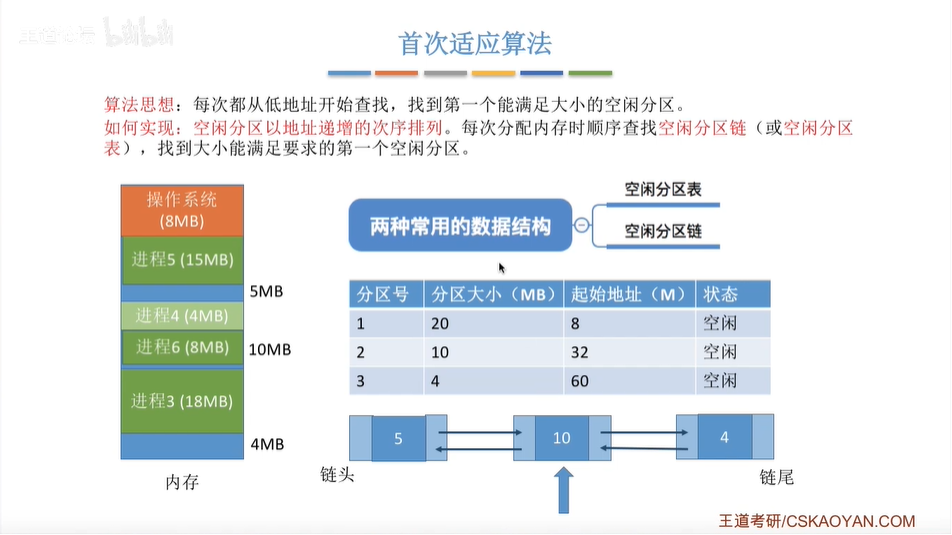 王道考研 bilibili
首次适应算法
算法思想：每次都从低地址开始查找，找到第一个能满足大小的空闲分区。
如何实现：空闲分区以地址递增的次序排列。每次分配内存时顺序查找空闲分区链（或空闲分区
表），找到大小能满足要求的第一个空闲分区。
操作系统
(8MB)
进程5 (15MB)
5MB
进程4 (4MB)
进程6 (8MB)
10MB
进程3 (18MB)
4MB
内存
两种常用的数据结构
空闲分区表
空闲分区链
分区号 分区大小（MB） 起始地址（M） 状态
1 20 8 空闲
2 10 32 空闲
3 4 60 空闲
5 10 4
链头 链尾
王道考研/CSKAOYAN.COM